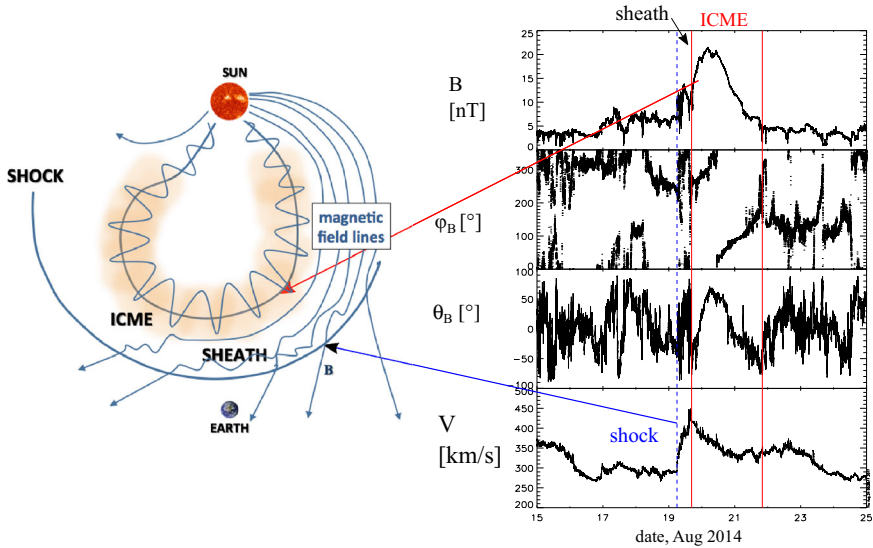 SUN
SHOCK
magnetic
field lines
ICME
SHEATH
B
EARTH
sheath
ICME
B
[nT]
25
20
15
10
5
0
φB [°]
300
200
100
0
θB [°]
100
50
0
−50
−100
V
[km/s]
shock
500
450
400
350
300
250
200
15
17
19
21
23
25
date, Aug 2014